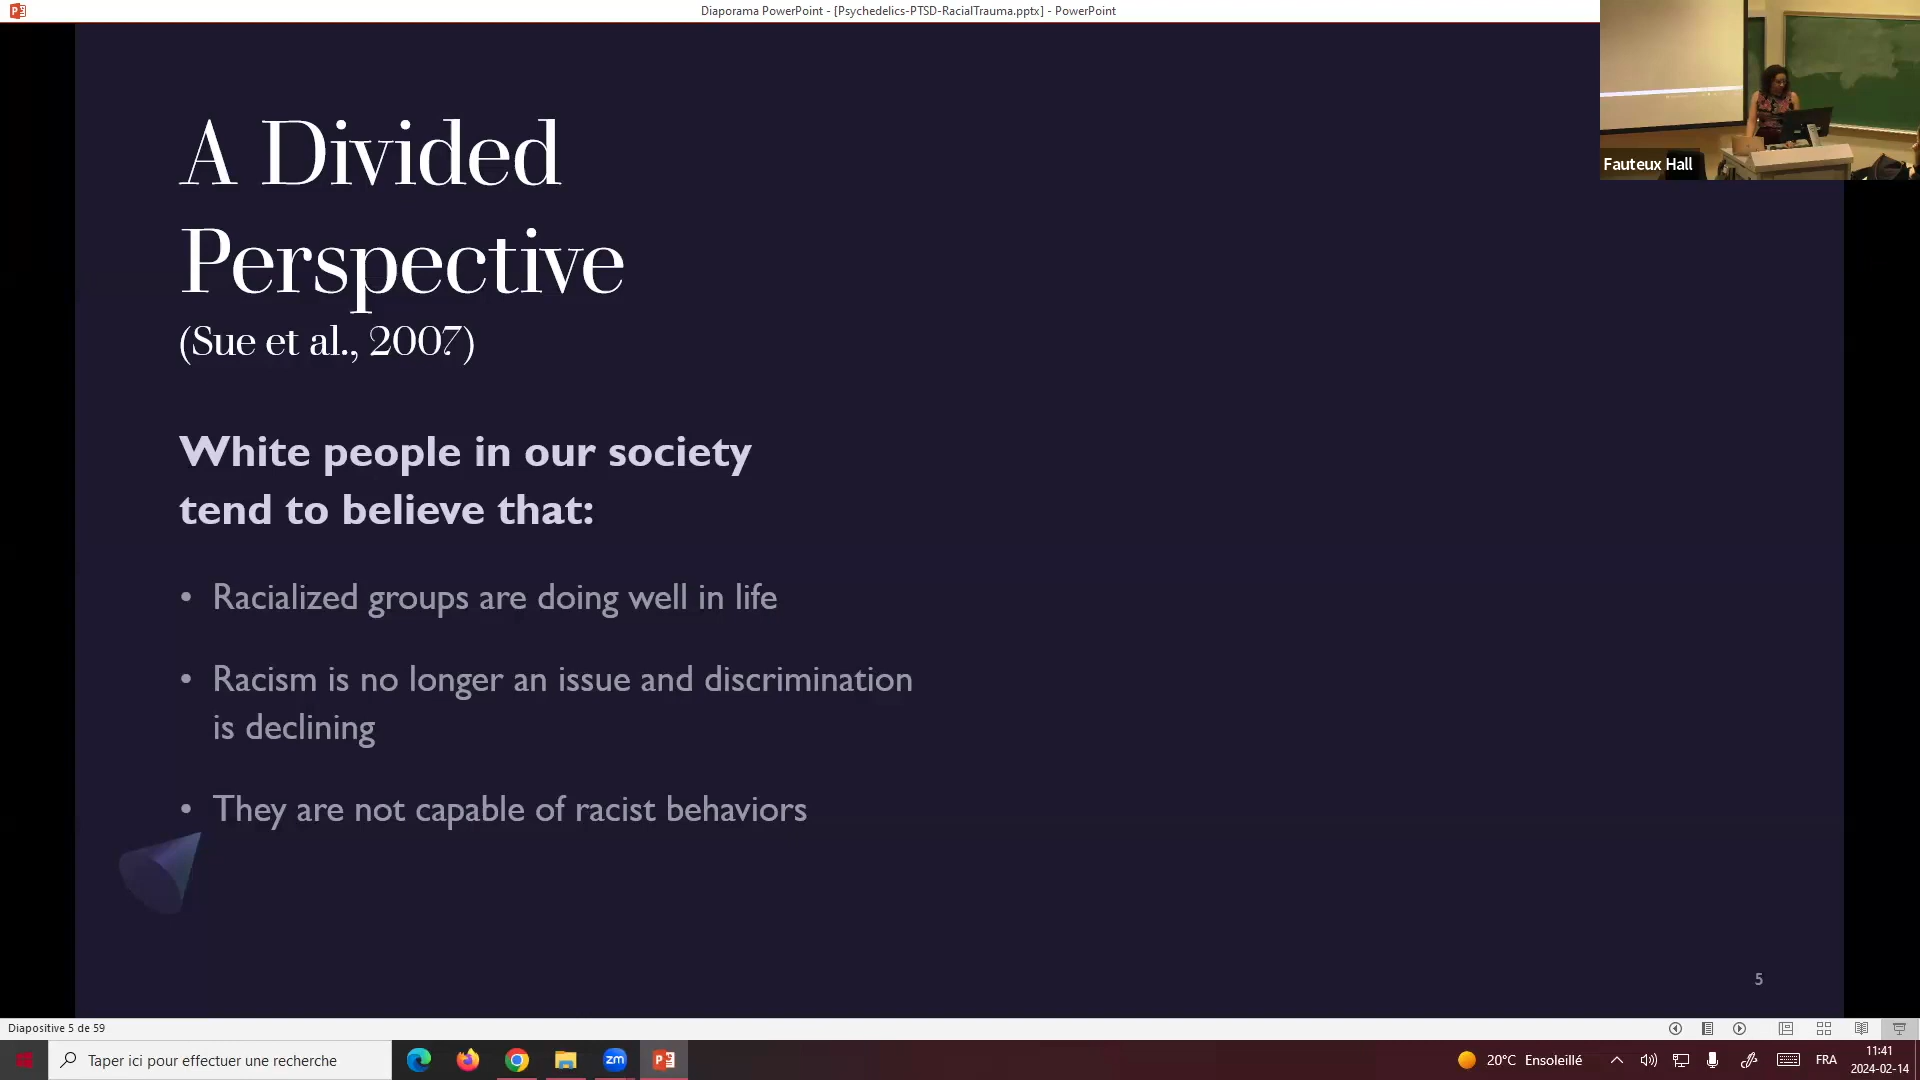 Diaporama PowerPoint - [Psychedelics-PTSD-RacialTrauma.pptx] - PowerPoint
Fauteux Hall
A Divided
Perspective
(Sue et al., 2007)
White people in our society
tend to believe that:
• Racialized groups are doing well in life
• Racism is no longer an issue and discrimination
is declining
• They are not capable of racist behaviors
5
Diapositive 5 de 59
Taper ici pour effectuer une recherche
zm
20°C Ensoleillé
FRA
11:41
2024-02-14